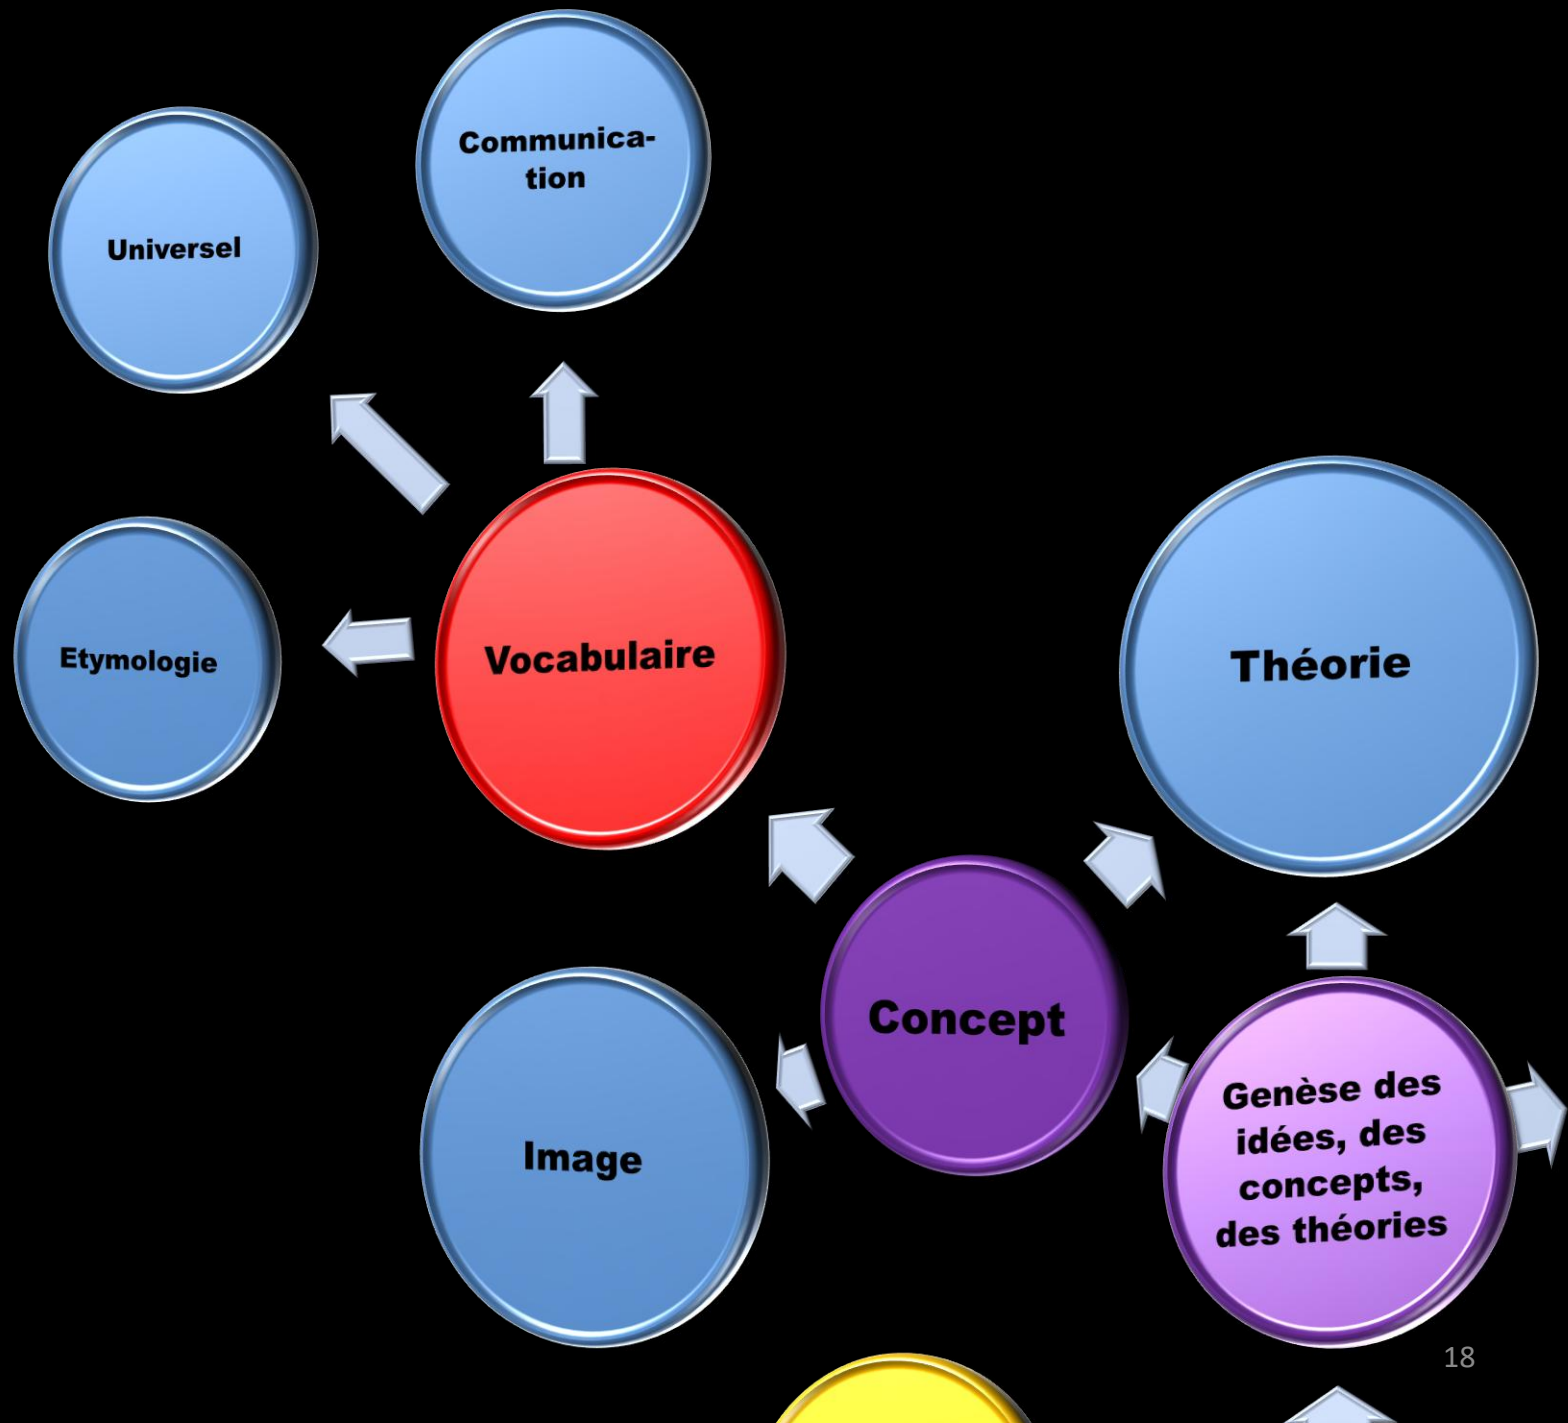 Communica-
tion
Universel
Etymologie
Vocabulaire
Théorie
Concept
Image
Genèse des
idées, des
concepts,
des théories
18